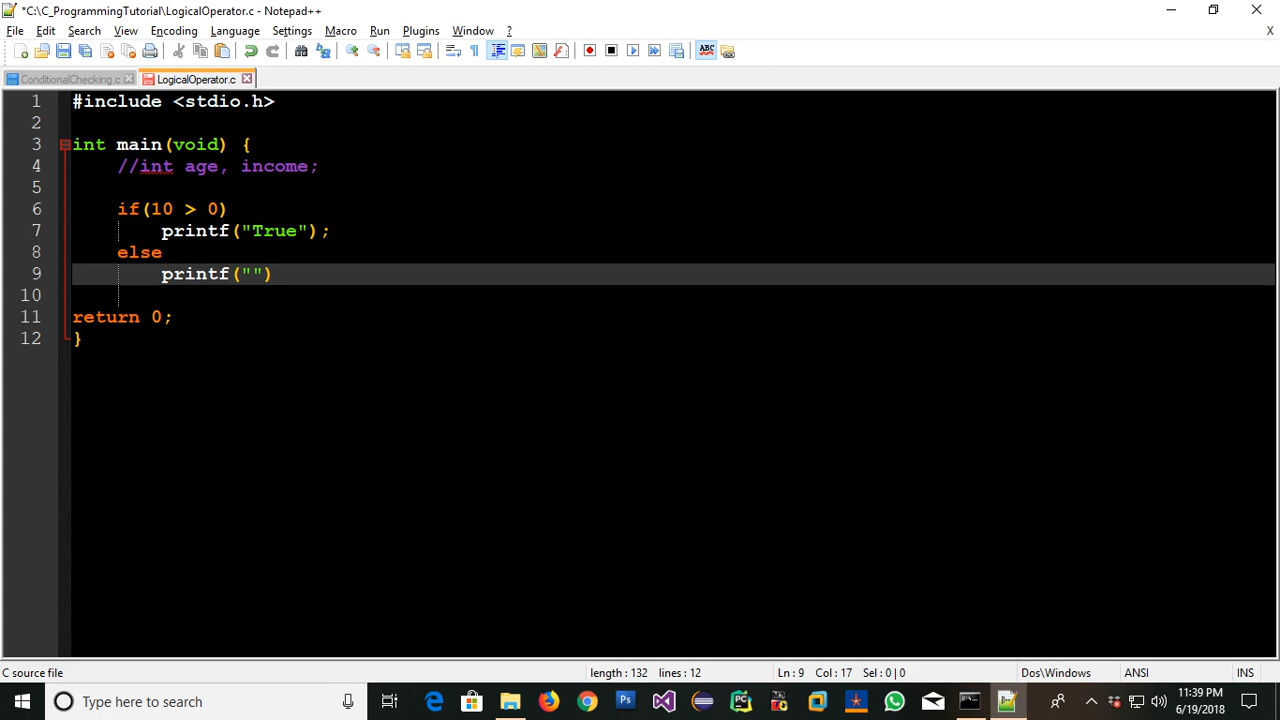 *C:\C_ProgrammingTutorial\LogicalOperator.c - Notepad++
File Edit Search View Encoding Language Settings Macro Run Plugins Window ? X
ABC
ConditionalChecking.c LogicalOperator.c
1 #include <stdio.h>
2
3 int main(void) {
4 //int age, income;
5
6 if(10 > 0)
7 printf("True");
8 else
9 printf("")
10
11 return 0;
12 }
C source file length : 132 lines : 12 Ln : 9 Col : 17 Sel : 0 | 0 Dos\Windows ANSI INS
Type here to search Ps PC 11:39 PM
6/19/2018